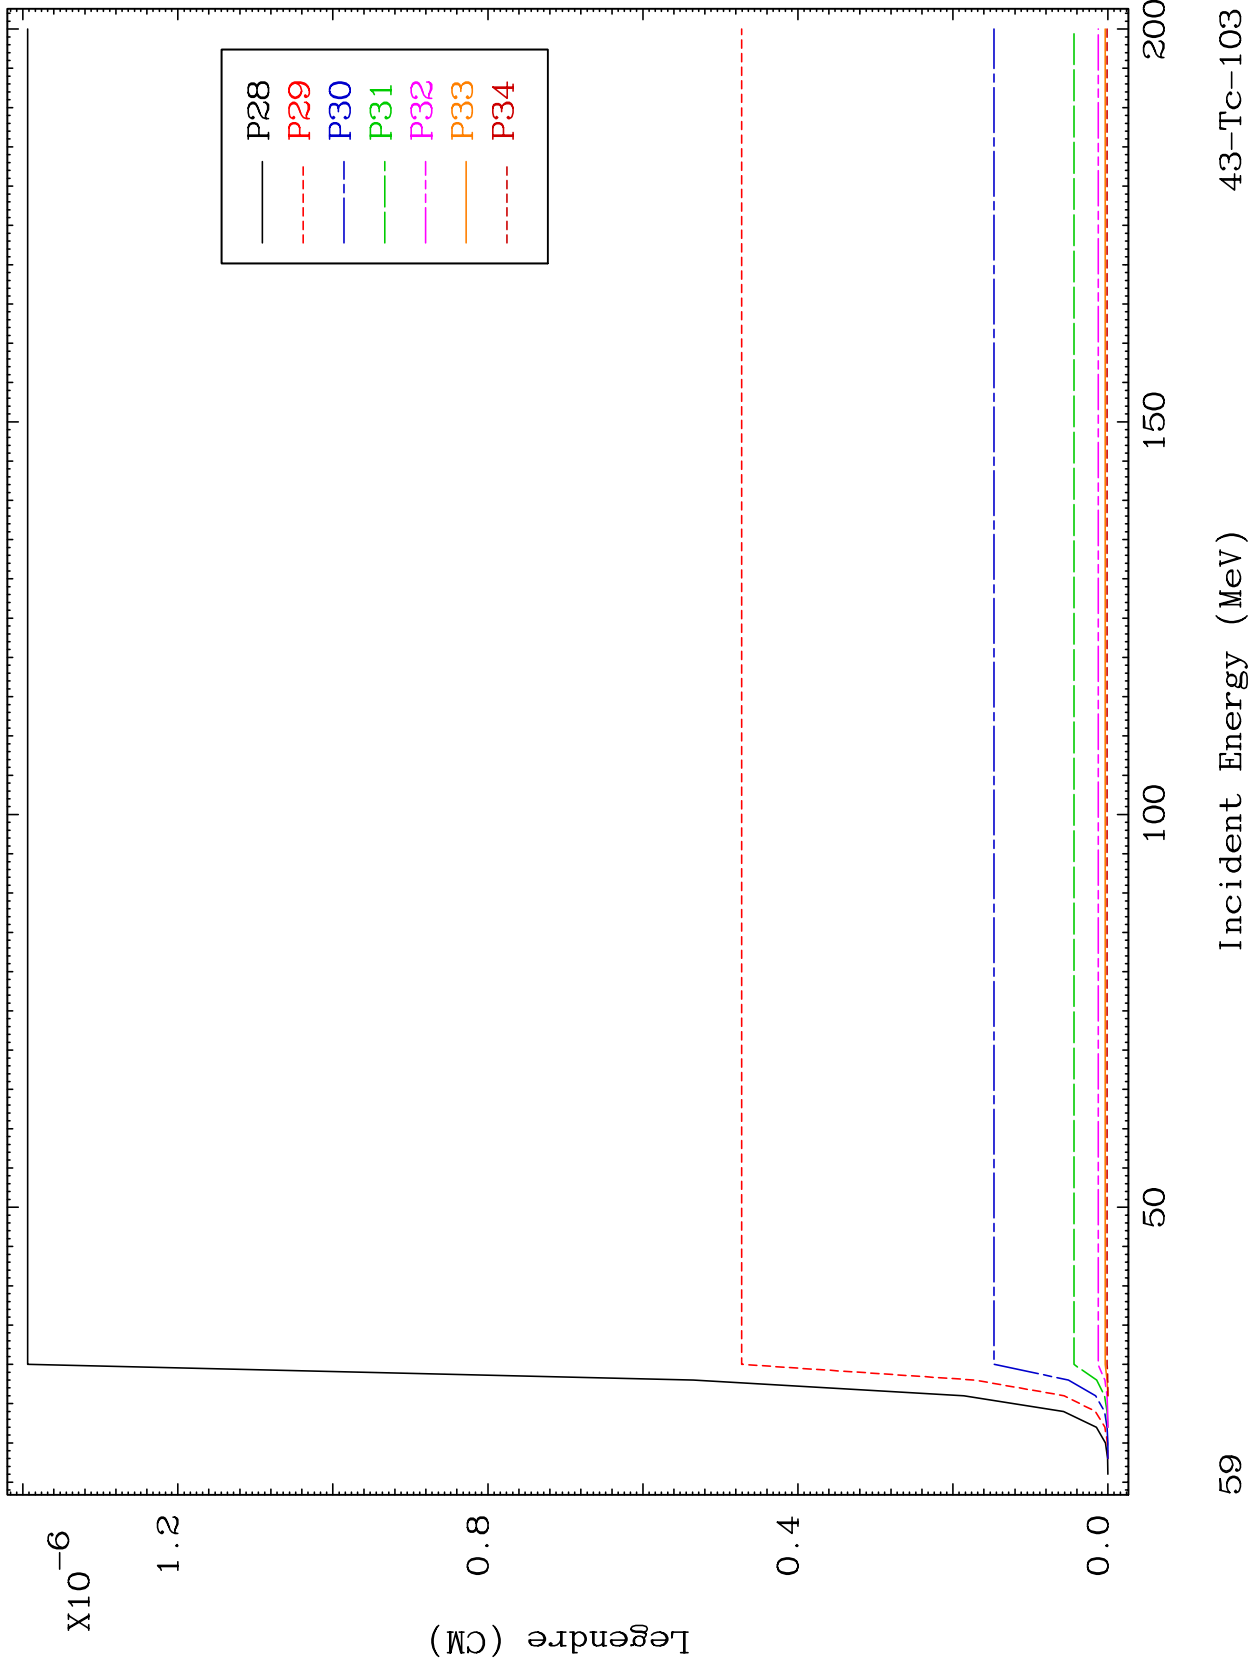 X10-6
1.2
0.8
0.4
0.0
Legendre (CM)
P28
P29
P30
P31
P32
P33
P34
50
100
150
200
Incident Energy (MeV)
59
43-Tc-103